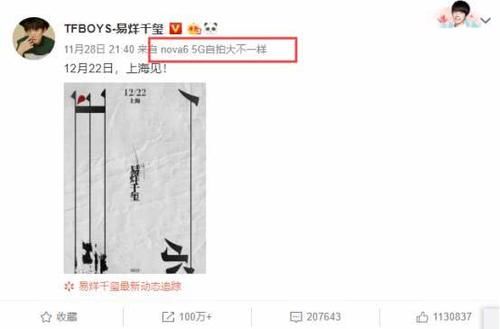 TFBOYS-易烊千玺
11月28日 21:40 来自 nova6 5G自拍大不一样
12月22日，上海见！
12/22
上海
易烊千玺
易烊千玺最新动态追踪
收藏 100万+ 207643 1130837